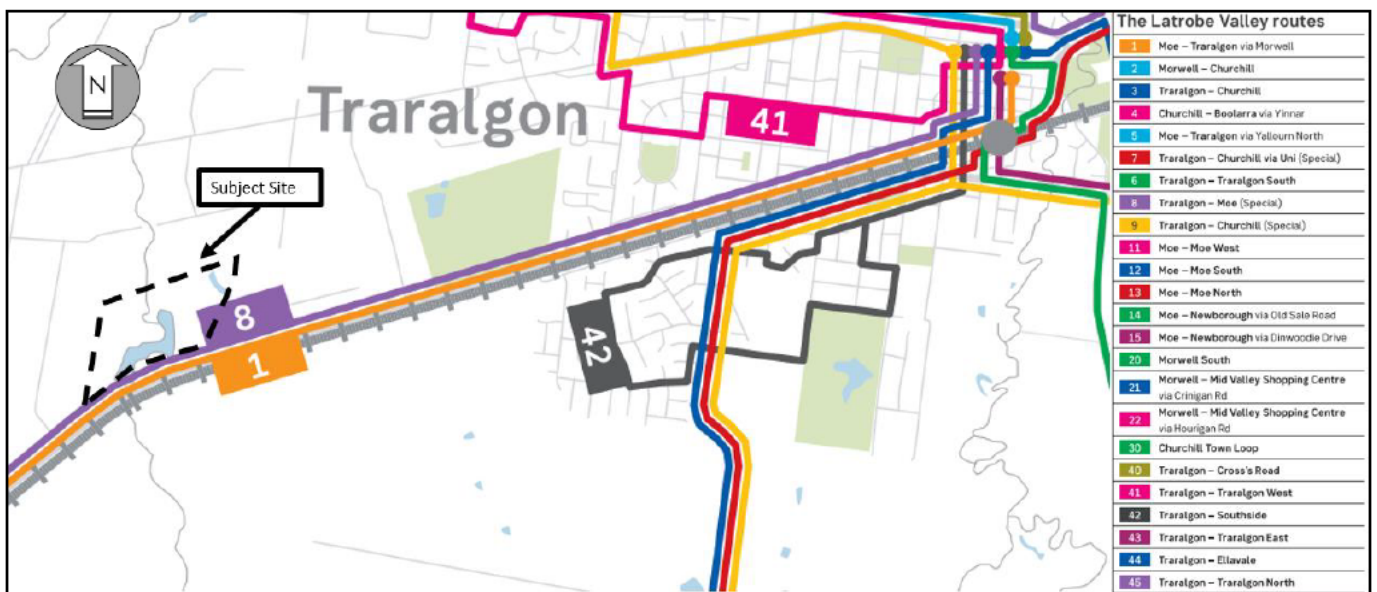 N
Traralgon
41
Subject Site
8
1
42
The Latrobe Valley routes
1 Moe – Traralgon via Morwell
2 Morwell – Churchill
3 Traralgon – Churchill
4 Churchill – Boolarra via Yinnar
5 Moe – Traralgon via Yallourn North
7 Traralgon – Churchill via Uni (Special)
6 Traralgon – Traralgon South
8 Traralgon – Moe (Special)
9 Traralgon – Churchill (Special)
11 Moe – Moe West
12 Moe – Moe South
13 Moe – Moe North
14 Moe – Newborough via Old Sale Road
15 Moe – Newborough via Dinwoodie Drive
20 Morwell South
21 Morwell – Mid Valley Shopping Centre
via Crinigan Rd
22 Morwell – Mid Valley Shopping Centre
via Hourigan Rd
30 Churchill Town Loop
40 Traralgon – Cross's Road
41 Traralgon – Traralgon West
42 Traralgon – Southside
43 Traralgon – Traralgon East
44 Traralgon – Ellavale
45 Traralgon – Traralgon North